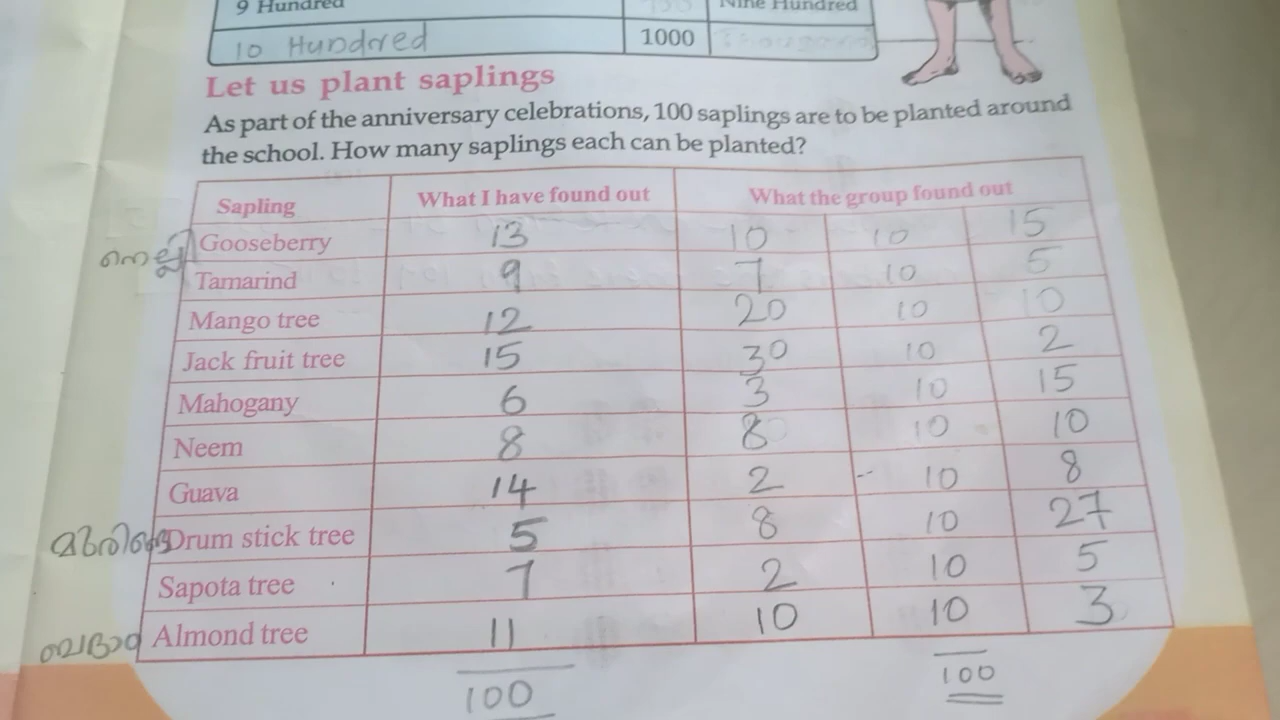 9 Hundred Nine Hundred
10 Hundred 1000 Thousand
Let us plant saplings
As part of the anniversary celebrations, 100 saplings are to be planted around
the school. How many saplings each can be planted?
Sapling What I have found out What the group found out
നെല്ലി Gooseberry 13 10 10 15
Tamarind 9 7 10 5
Mango tree 12 20 10 10
Jack fruit tree 15 30 10 2
Mahogany 6 3 10 15
Neem 8 8 10 10
Guava 14 2 10 8
Drum stick tree 5 8 10 27
Sapota tree 7 2 10 5
ബദാം Almond tree 11 10 10 3
100 100